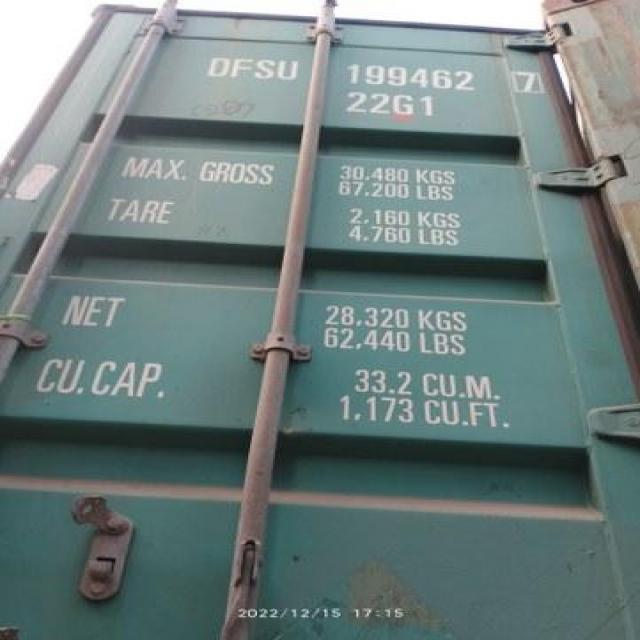 DFSU 199462 7
22G1
MAX. GROSS 30.480 KGS
67.200 LBS
TARE 2.160 KGS
4.760 LBS
NET 28.320 KGS
62.440 LBS
CU.CAP. 33.2 CU.M.
1.173 CU.FT.
2022/12/15 17:15